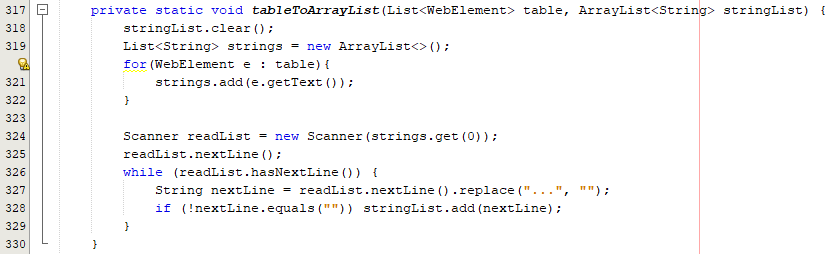 317 private static void tableToArrayList(List<WebElement> table, ArrayList<String> stringList) {
318 stringList.clear();
319 List<String> strings = new ArrayList<>();
for(WebElement e : table){
321 strings.add(e.getText());
322 }
323
324 Scanner readList = new Scanner(strings.get(0));
325 readList.nextLine();
326 while (readList.hasNextLine()) {
327 String nextLine = readList.nextLine().replace("...", "");
328 if (!nextLine.equals("")) stringList.add(nextLine);
329 }
330 }